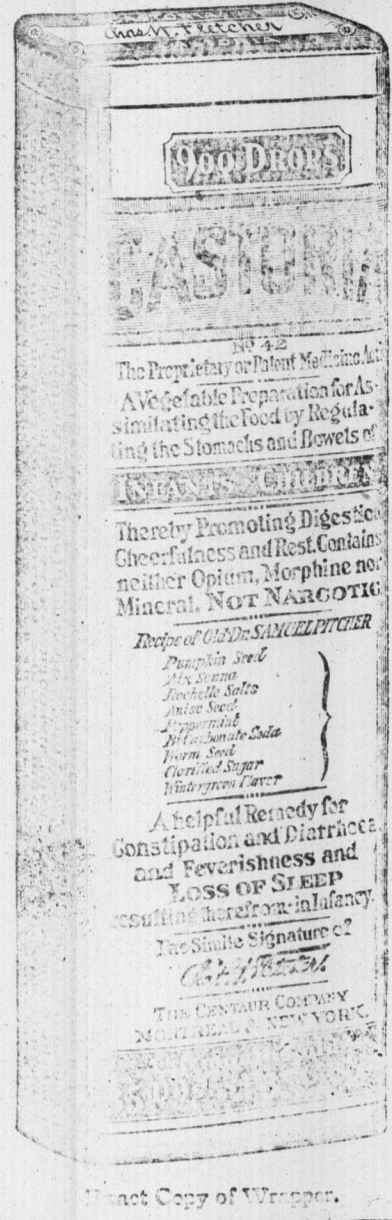 Chas. H. Fletcher
900 DROPS
CASTORIA
No 42
The Proprietary or Patent Medicine Act
A Vegetable Preparation for As-
similating the Food by Regula-
ting the Stomachs and Bowels of
INFANTS & CHILDREN
Thereby Promoting Digestion
Cheerfulness and Rest. Contains
neither Opium, Morphine nor
Mineral. NOT NARCOTIC
Recipe of Old Dr. SAMUEL PITCHER
Pumpkin Seed
Alx Senna
Rochelle Salts
Anise Seed
Peppermint
Bi Carbonate Soda
Worm Seed
Clarified Sugar
Wintergreen Flavor
A helpful Remedy for
Constipation and Diarrhoea
and Feverishness and
LOSS OF SLEEP
resulting therefrom-in Infancy.
Fac Simile Signature of
THE CENTAUR COMPANY
MONTREAL & NEW YORK.
Exact Copy of Wrapper.